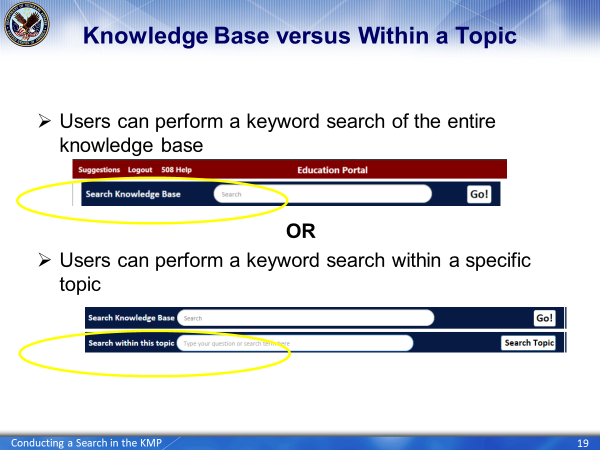 Knowledge Base versus Within a Topic
Users can perform a keyword search of the entire
knowledge base
Suggestions Logout 508 Help Education Portal
Search Knowledge Base Search Go!
OR
Users can perform a keyword search within a specific
topic
Search Knowledge Base Search Go!
Search within this topic Type your question or search term here Search Topic
Conducting a Search in the KMP 19